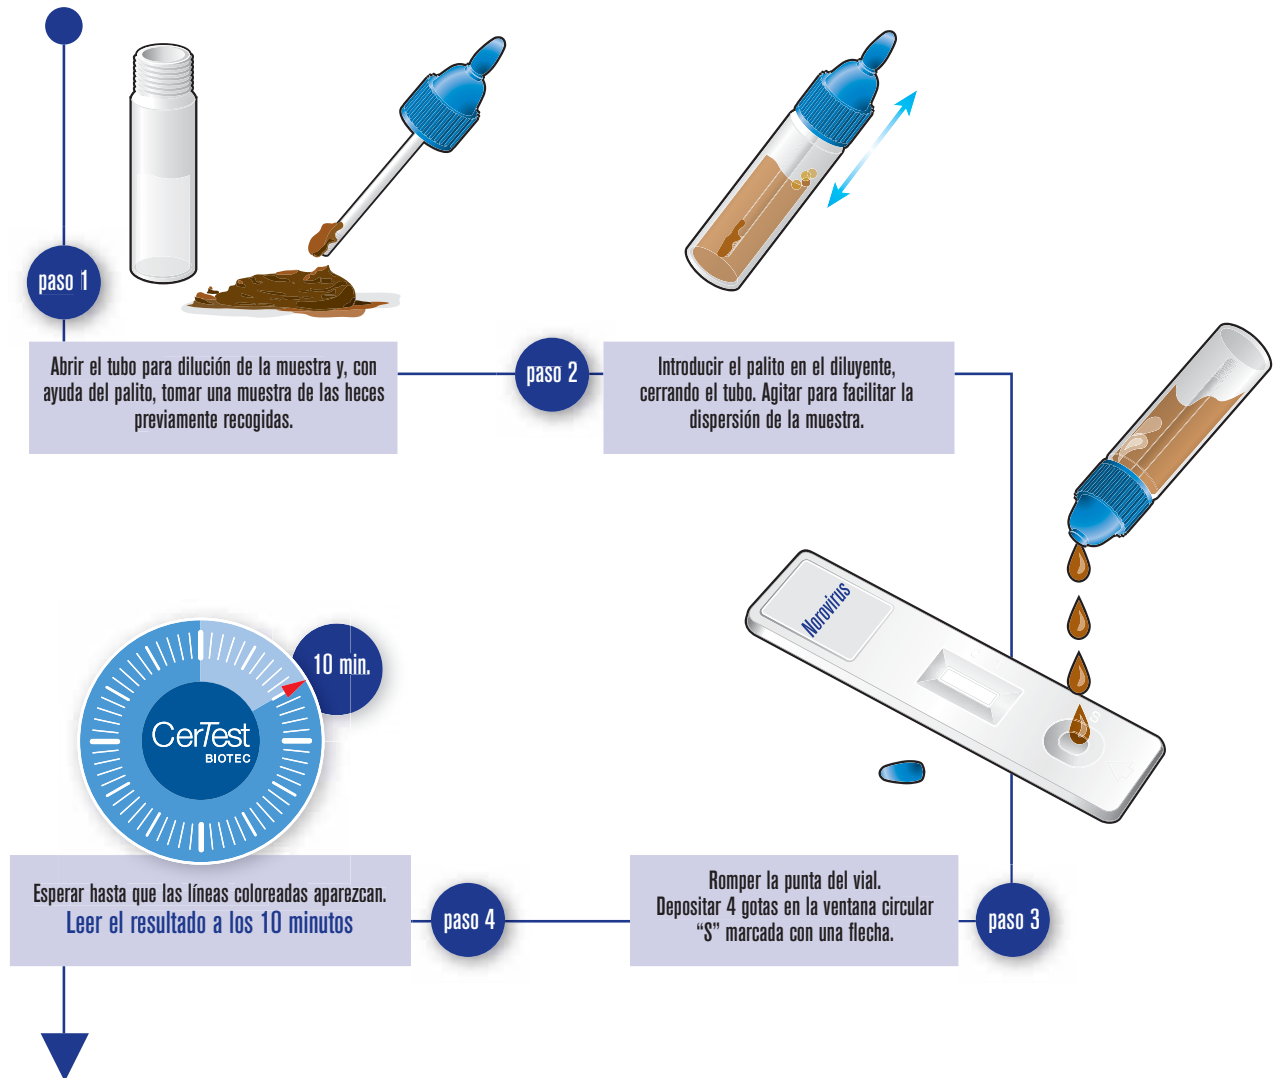 paso 1
Abrir el tubo para dilución de la muestra y, con
ayuda del palito, tomar una muestra de las heces
previamente recogidas.
paso 2
Introducir el palito en el diluyente,
cerrando el tubo. Agitar para facilitar la
dispersión de la muestra.
Norovirus
S
Romper la punta del vial.
Depositar 4 gotas en la ventana circular
“S” marcada con una flecha.
paso 3
10 min.
CerTest
BIOTEC
Esperar hasta que las líneas coloreadas aparezcan.
Leer el resultado a los 10 minutos
paso 4